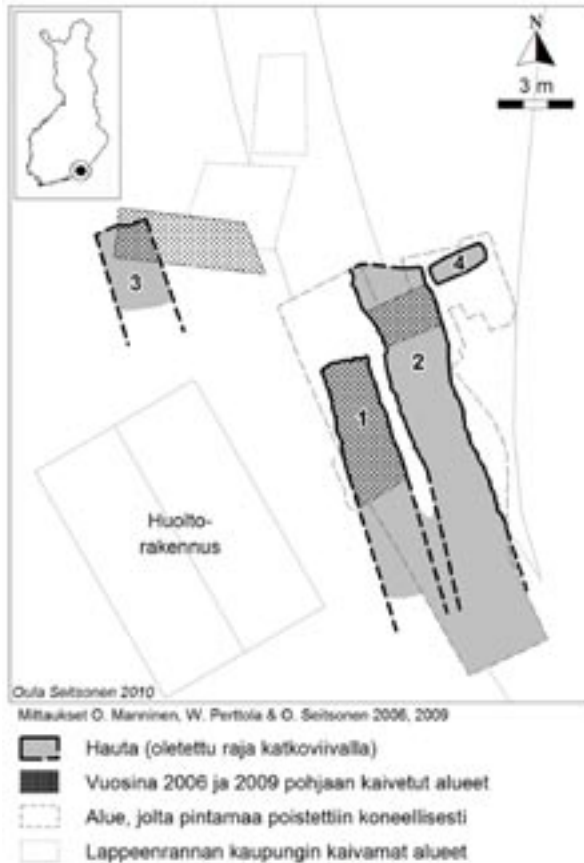 N
3 m
3
4
2
1
Huolto-
rakennus
Oula Seitsonen 2010
Mittaukset O. Manninen, W. Perttola & O. Seitsonen 2006, 2009
Hauta (oletettu raja katkoviivalla)
Vuosina 2006 ja 2009 pohjaan kaivetut alueet
Alue, jolta pintamaa poistettiin koneellisesti
Lappeenrannan kaupungin kaivamat alueet